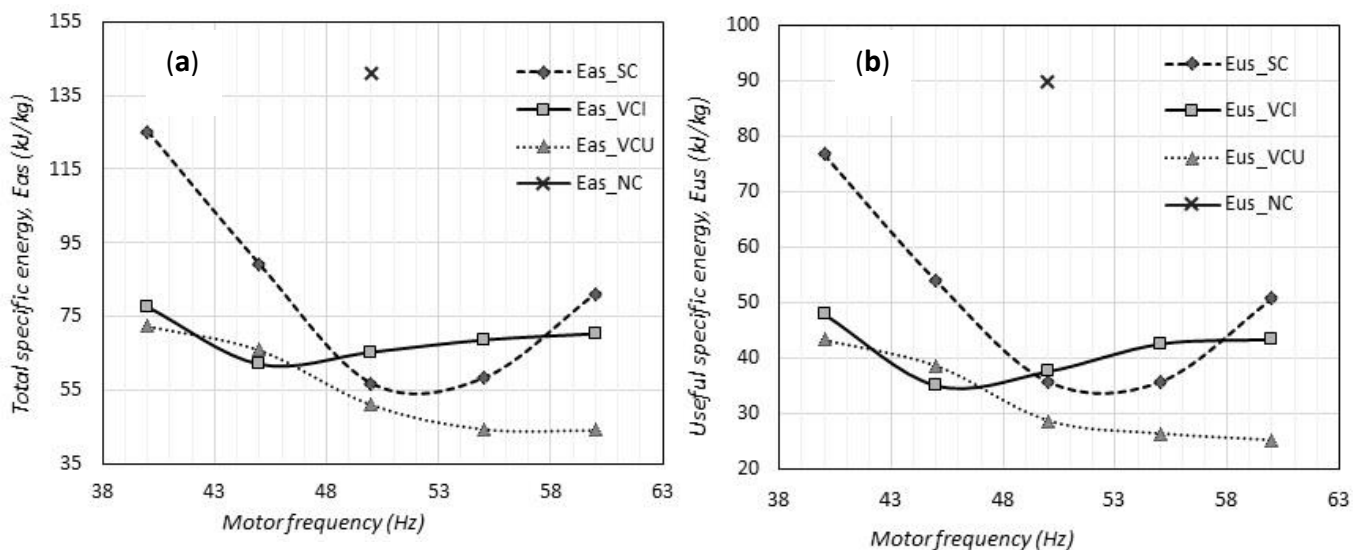 (a)
Total specific energy, Eas (kJ/kg)
155
135
115
95
75
55
35
38 43 48 53 58 63
Motor frequency (Hz)
Eas_SC
Eas_VCI
Eas_VCU
Eas_NC
(b)
Useful specific energy, Eus (kJ/kg)
100
90
80
70
60
50
40
30
20
38 43 48 53 58 63
Motor frequency (Hz)
Eus_SC
Eus_VCI
Eus_VCU
Eus_NC